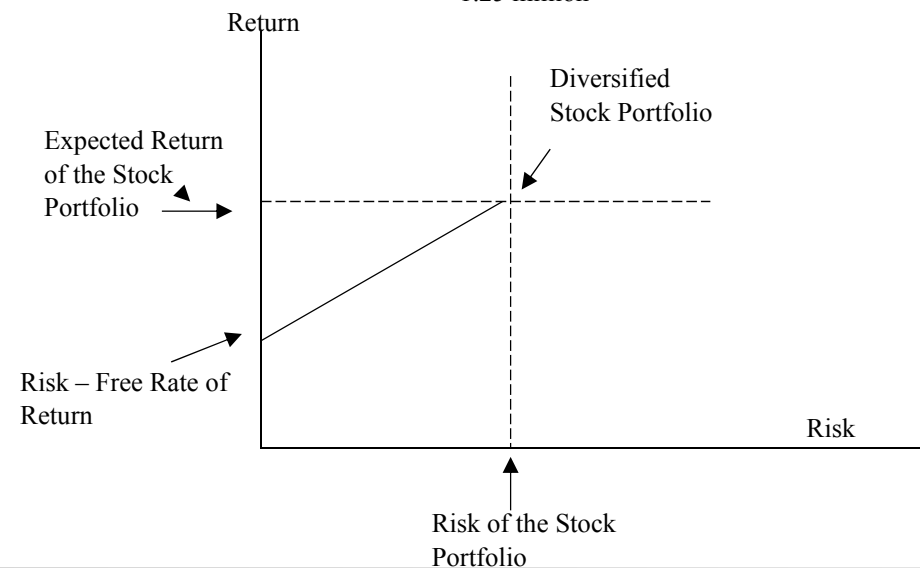 Return
Diversified
Stock Portfolio
Expected Return
of the Stock
Portfolio
Risk – Free Rate of
Return
Risk
Risk of the Stock
Portfolio